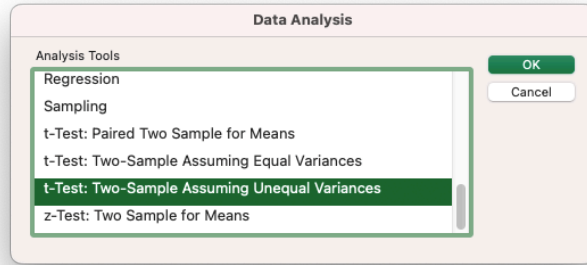 Data Analysis
Analysis Tools
Regression
Sampling
t-Test: Paired Two Sample for Means
t-Test: Two-Sample Assuming Equal Variances
t-Test: Two-Sample Assuming Unequal Variances
z-Test: Two Sample for Means
OK
Cancel